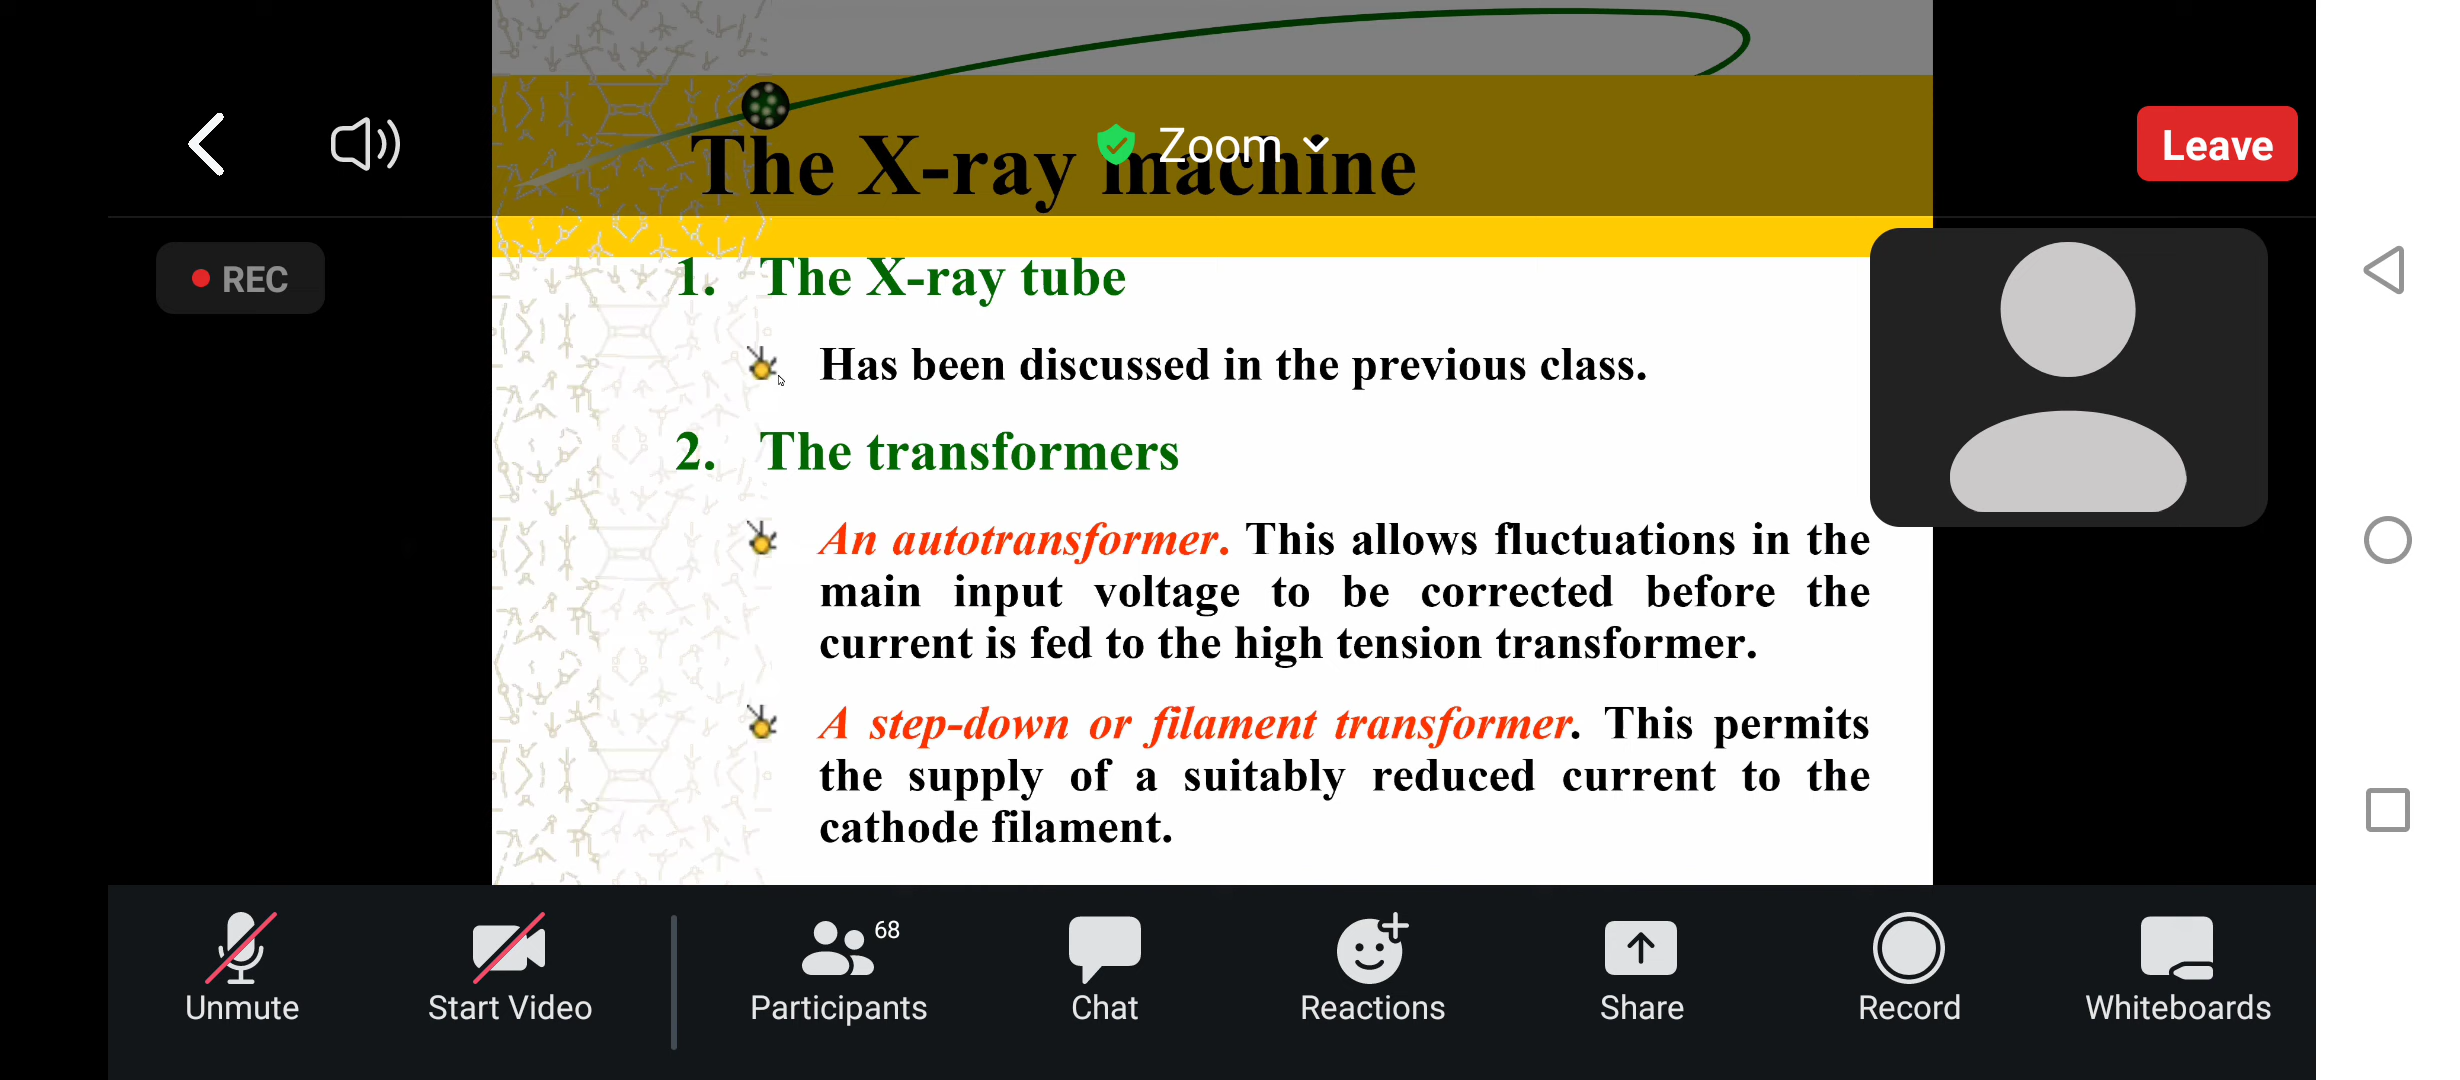 The X-ray machine
Zoom
Leave
REC
1. The X-ray tube
Has been discussed in the previous class.
2. The transformers
An autotransformer. This allows fluctuations in the
main input voltage to be corrected before the
current is fed to the high tension transformer.
A step-down or filament transformer. This permits
the supply of a suitably reduced current to the
cathode filament.
68
Unmute
Start Video
Participants
Chat
Reactions
Share
Record
Whiteboards